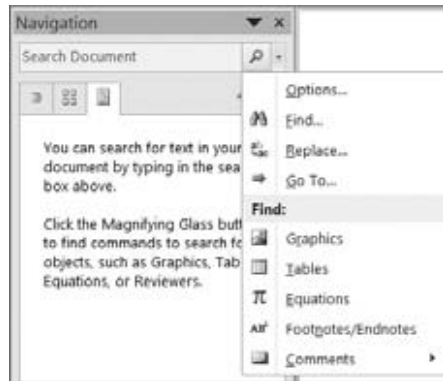 Navigation
Search Document
You can search for text in your
document by typing in the sea
box above.
Click the Magnifying Glass butt
to find commands to search fo
objects, such as Graphics, Tab
Equations, or Reviewers.
Options...
Find...
Replace...
Go To...
Find:
Graphics
Tables
Equations
Footnotes/Endnotes
Comments